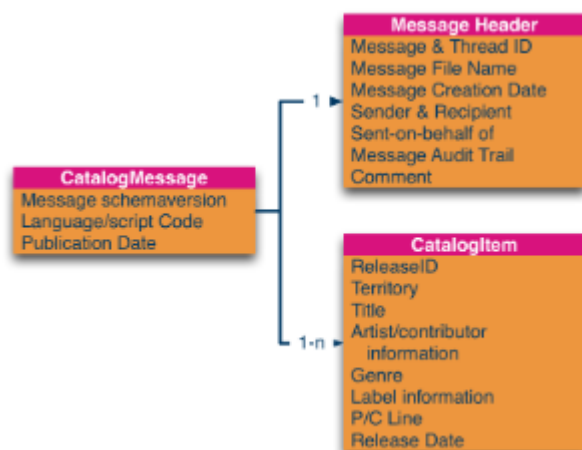 Message Header
Message & Thread ID
Message File Name
Message Creation Date
Sender & Recipient
Sent-on-behalf of
Message Audit Trail
Comment
1
CatalogMessage
Message schemaversion
Language/script Code
Publication Date
1-n
CatalogItem
ReleaseID
Territory
Title
Artist/contributor
information
Genre
Label information
P/C Line
Release Date